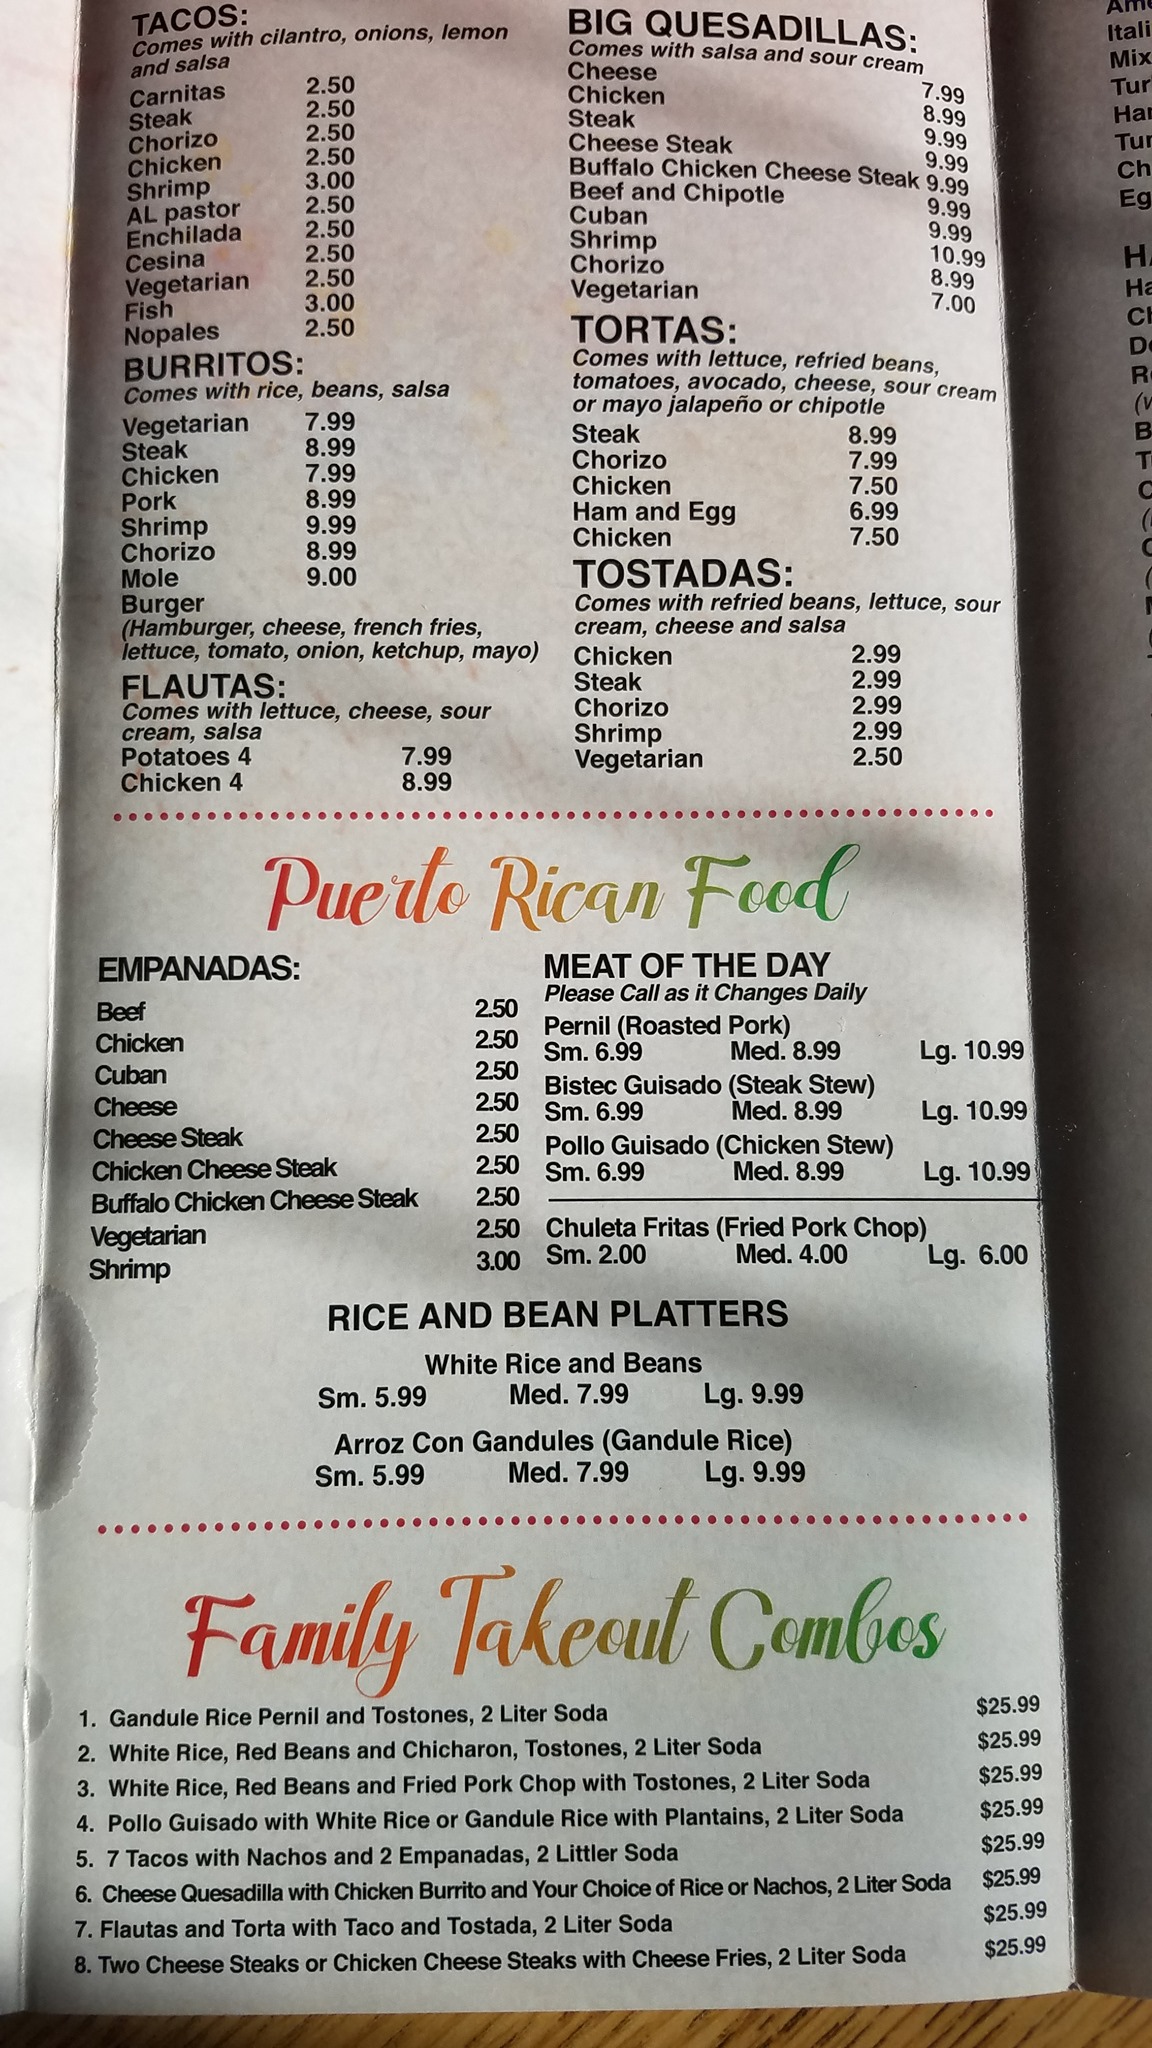 TACOS:
Comes with cilantro, onions, lemon
and salsa
Carnitas 2.50
Steak 2.50
Chorizo 2.50
Chicken 2.50
Shrimp 3.00
AL pastor 2.50
Enchilada 2.50
Cesina 2.50
Vegetarian 2.50
Fish 3.00
Nopales 2.50
BURRITOS:
Comes with rice, beans, salsa
Vegetarian 7.99
Steak 8.99
Chicken 7.99
Pork 8.99
Shrimp 9.99
Chorizo 8.99
Mole 9.00
Burger
(Hamburger, cheese, french fries,
lettuce, tomato, onion, ketchup, mayo)
FLAUTAS:
Comes with lettuce, cheese, sour
cream, salsa
Potatoes 4 7.99
Chicken 4 8.99
BIG QUESADILLAS:
Comes with salsa and sour cream
Cheese 7.99
Chicken 8.99
Steak 9.99
Cheese Steak 9.99
Buffalo Chicken Cheese Steak 9.99
Beef and Chipotle 9.99
Cuban 9.99
Shrimp 10.99
Chorizo 8.99
Vegetarian 7.00
TORTAS:
Comes with lettuce, refried beans,
tomatoes, avocado, cheese, sour cream
or mayo jalapeño or chipotle
Steak 8.99
Chorizo 7.99
Chicken 7.50
Ham and Egg 6.99
Chicken 7.50
TOSTADAS:
Comes with refried beans, lettuce, sour
cream, cheese and salsa
Chicken 2.99
Steak 2.99
Chorizo 2.99
Shrimp 2.99
Vegetarian 2.50
Puerto Rican Food
EMPANADAS:
Beef 2.50
Chicken 2.50
Cuban 2.50
Cheese 2.50
Cheese Steak 2.50
Chicken Cheese Steak 2.50
Buffalo Chicken Cheese Steak 2.50
Vegetarian 2.50
Shrimp 3.00
MEAT OF THE DAY
Please Call as it Changes Daily
Pernil (Roasted Pork)
Sm. 6.99 Med. 8.99 Lg. 10.99
Bistec Guisado (Steak Stew)
Sm. 6.99 Med. 8.99 Lg. 10.99
Pollo Guisado (Chicken Stew)
Sm. 6.99 Med. 8.99 Lg. 10.99
Chuleta Fritas (Fried Pork Chop)
Sm. 2.00 Med. 4.00 Lg. 6.00
RICE AND BEAN PLATTERS
White Rice and Beans
Sm. 5.99 Med. 7.99 Lg. 9.99
Arroz Con Gandules (Gandule Rice)
Sm. 5.99 Med. 7.99 Lg. 9.99
Family Takeout Combos
1. Gandule Rice Pernil and Tostones, 2 Liter Soda $25.99
2. White Rice, Red Beans and Chicharon, Tostones, 2 Liter Soda $25.99
3. White Rice, Red Beans and Fried Pork Chop with Tostones, 2 Liter Soda $25.99
4. Pollo Guisado with White Rice or Gandule Rice with Plantains, 2 Liter Soda $25.99
5. 7 Tacos with Nachos and 2 Empanadas, 2 Littler Soda $25.99
6. Cheese Quesadilla with Chicken Burrito and Your Choice of Rice or Nachos, 2 Liter Soda $25.99
7. Flautas and Torta with Taco and Tostada, 2 Liter Soda $25.99
8. Two Cheese Steaks or Chicken Cheese Steaks with Cheese Fries, 2 Liter Soda $25.99